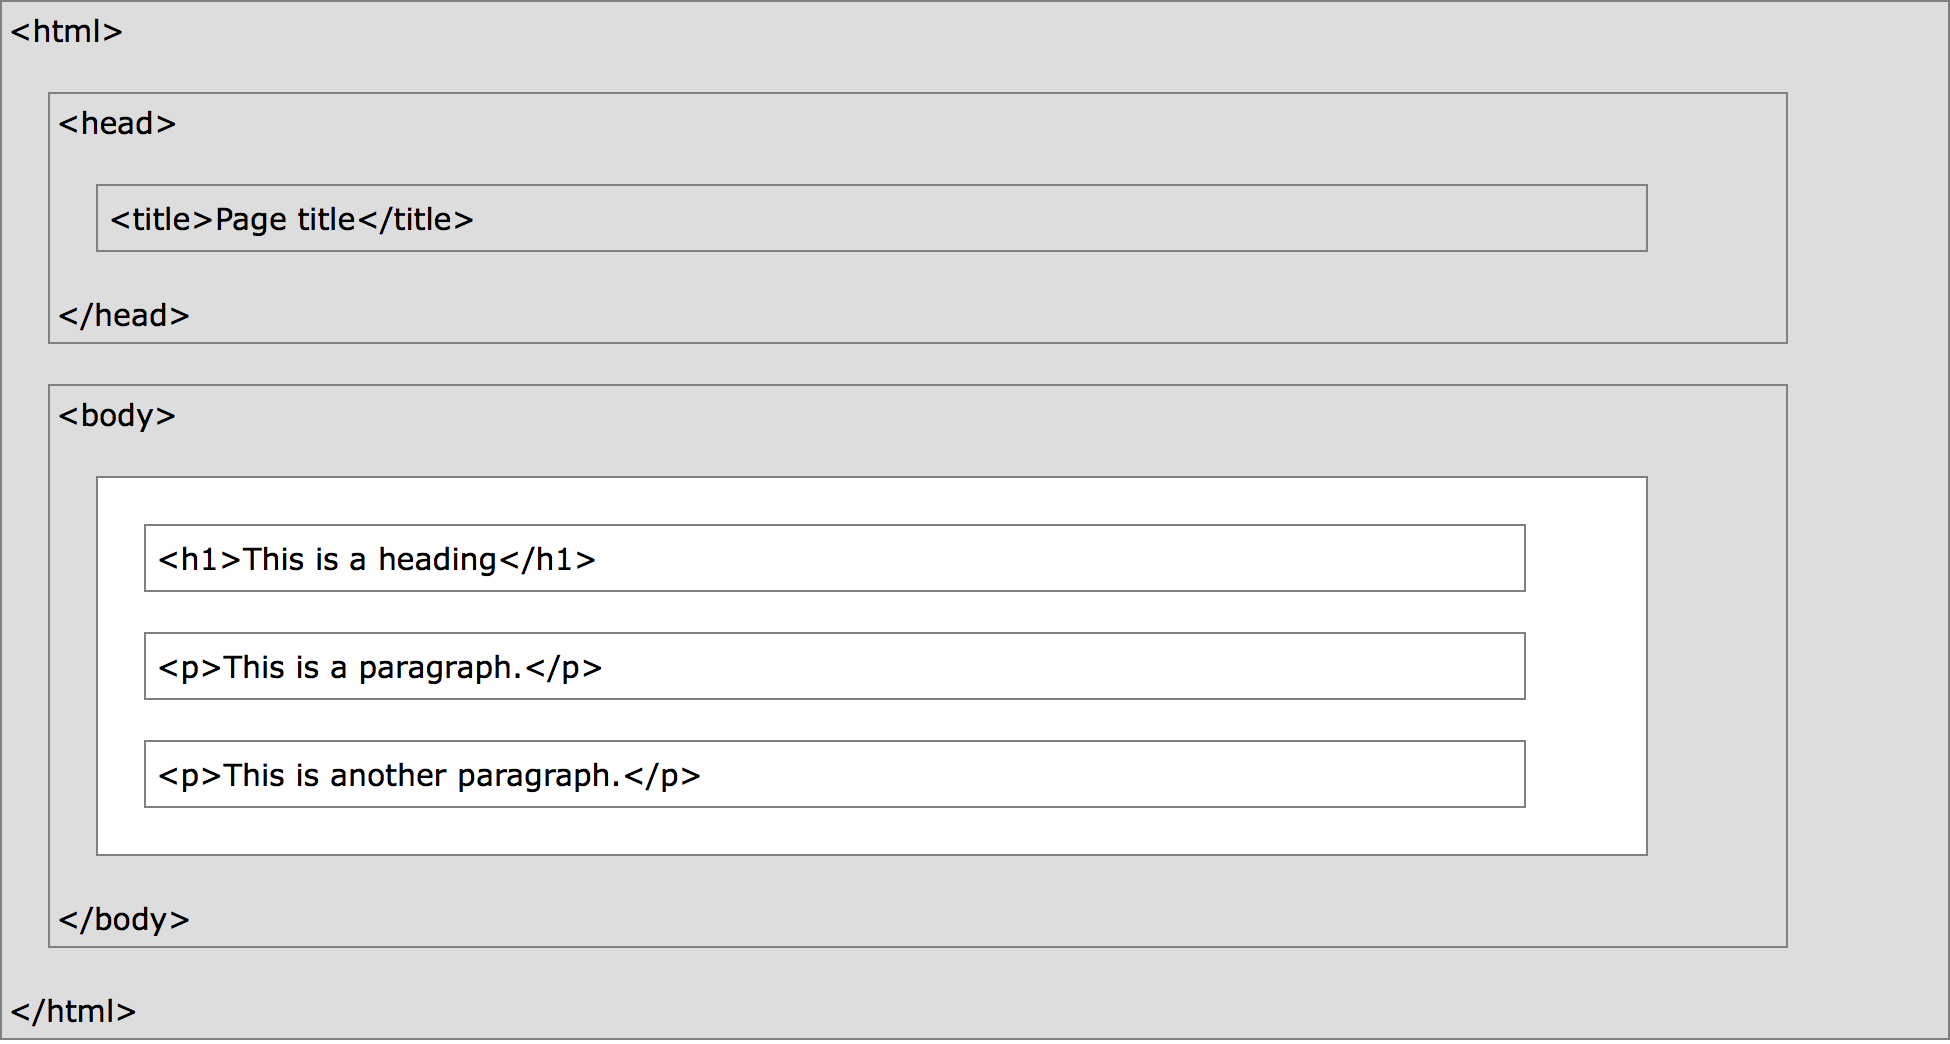 <html>
<head>
<title>Page title</title>
</head>
<body>
<h1>This is a heading</h1>
<p>This is a paragraph.</p>
<p>This is another paragraph.</p>
</body>
</html>